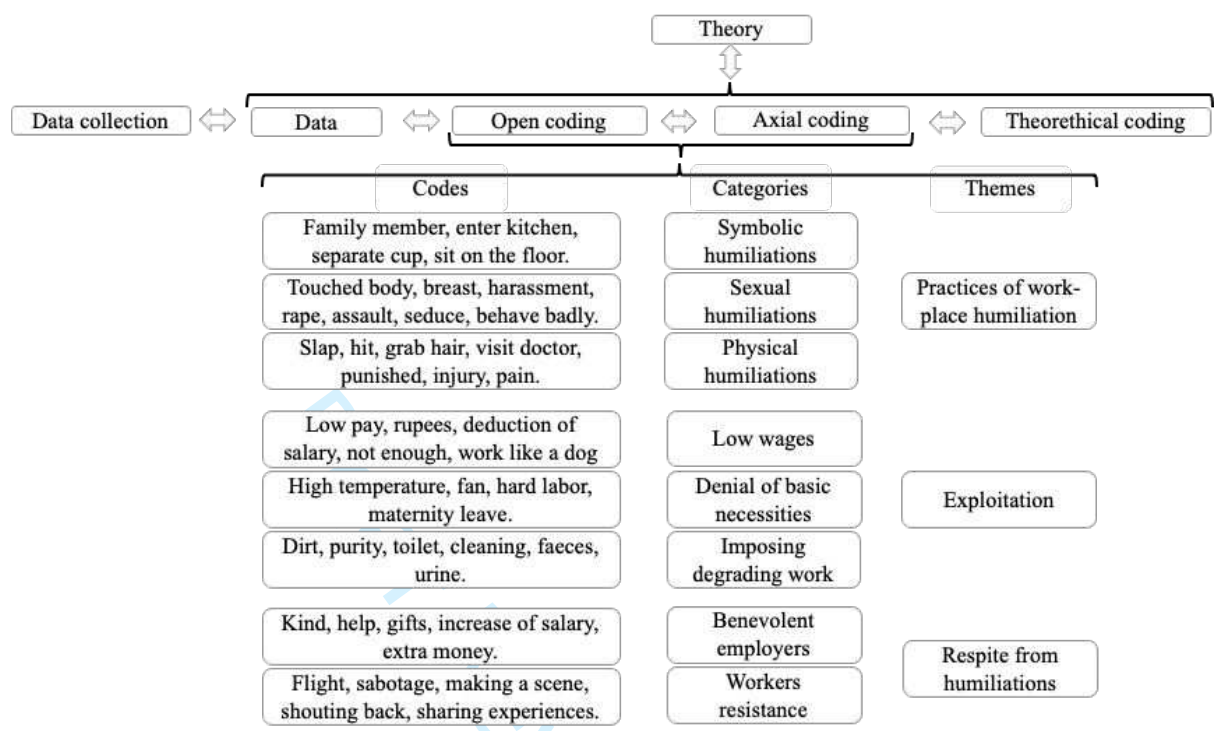 Theory
Data collection
Data
Open coding
Axial coding
Theorethical coding
Codes
Categories
Themes
Family member, enter kitchen,
separate cup, sit on the floor.
Symbolic
humiliations
Touched body, breast, harassment,
rape, assault, seduce, behave badly.
Sexual
humiliations
Practices of work-
place humiliation
Slap, hit, grab hair, visit doctor,
punished, injury, pain.
Physical
humiliations
Low pay, rupees, deduction of
salary, not enough, work like a dog
Low wages
High temperature, fan, hard labor,
maternity leave.
Denial of basic
necessities
Exploitation
Dirt, purity, toilet, cleaning, faeces,
urine.
Imposing
degrading work
Kind, help, gifts, increase of salary,
extra money.
Benevolent
employers
Respite from
humiliations
Flight, sabotage, making a scene,
shouting back, sharing experiences.
Workers
resistance